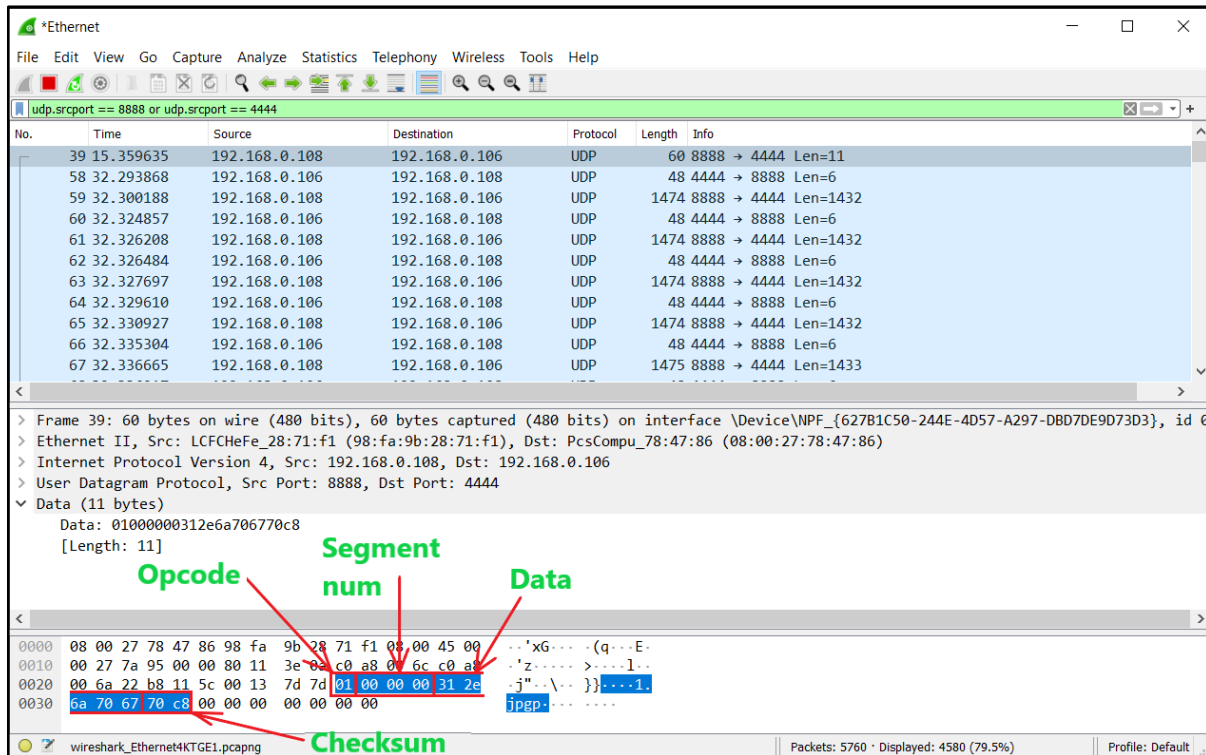 *Ethernet
File Edit View Go Capture Analyze Statistics Telephony Wireless Tools Help
udp.srcport == 8888 or udp.srcport == 4444
No. Time Source Destination Protocol Length Info
39 15.359635 192.168.0.108 192.168.0.106 UDP 60 8888 → 4444 Len=11
58 32.293868 192.168.0.106 192.168.0.108 UDP 48 4444 → 8888 Len=6
59 32.300188 192.168.0.108 192.168.0.106 UDP 1474 8888 → 4444 Len=1432
60 32.324857 192.168.0.106 192.168.0.108 UDP 48 4444 → 8888 Len=6
61 32.326208 192.168.0.108 192.168.0.106 UDP 1474 8888 → 4444 Len=1432
62 32.326484 192.168.0.106 192.168.0.108 UDP 48 4444 → 8888 Len=6
63 32.327697 192.168.0.108 192.168.0.106 UDP 1474 8888 → 4444 Len=1432
64 32.329610 192.168.0.106 192.168.0.108 UDP 48 4444 → 8888 Len=6
65 32.330927 192.168.0.108 192.168.0.106 UDP 1474 8888 → 4444 Len=1432
66 32.335304 192.168.0.106 192.168.0.108 UDP 48 4444 → 8888 Len=6
67 32.336665 192.168.0.108 192.168.0.106 UDP 1475 8888 → 4444 Len=1433
Frame 39: 60 bytes on wire (480 bits), 60 bytes captured (480 bits) on interface \Device\NPF_{627B1C50-244E-4D57-A297-DBD7DE9D73D3}, id
Ethernet II, Src: LCFCHeFe_28:71:f1 (98:fa:9b:28:71:f1), Dst: PcsCompu_78:47:86 (08:00:27:78:47:86)
Internet Protocol Version 4, Src: 192.168.0.108, Dst: 192.168.0.106
User Datagram Protocol, Src Port: 8888, Dst Port: 4444
Data (11 bytes)
Data: 01000000312e6a706770c8
[Length: 11]
Segment
Opcode num Data
0000 08 00 27 78 47 86 98 fa 9b 28 71 f1 08 00 45 00 ··'xG··· ·(q···E·
0010 00 27 7a 95 00 00 80 11 c0 a8 6c c0 a8 ·'z····· >····l··
0020 00 6a 22 b8 11 5c 00 13 7d 7d 01 00 00 00 31 2e ·j"··\·· }}····1.
0030 6a 70 67 70 c8 00 00 00 00 00 00 00 jpgp···· ····
Checksum
wireshark_Ethernet4KTGE1.pcapng Packets: 5760 · Displayed: 4580 (79.5%) Profile: Default